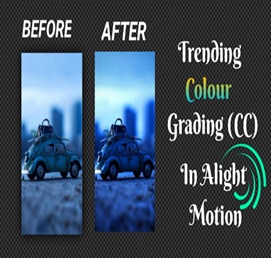 BEFORE AFTER
Trending
Colour
Grading (CC)
In Alight
Motion